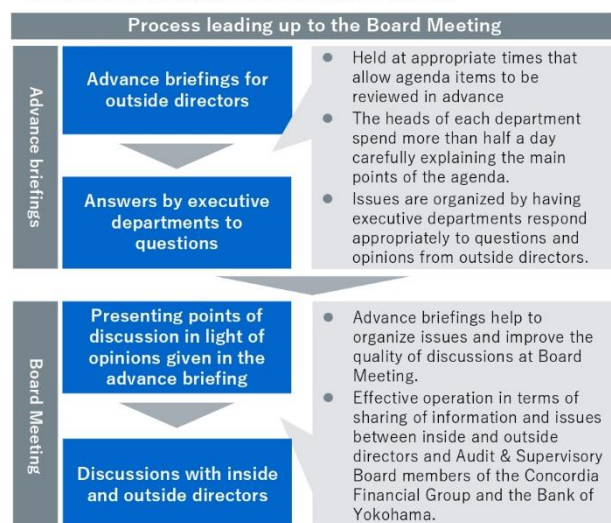 Process leading up to the Board Meeting
Advance briefings
Advance briefings for
outside directors
Answers by executive
departments to
questions
● Held at appropriate times that
allow agenda items to be
reviewed in advance
● The heads of each department
spend more than half a day
carefully explaining the main
points of the agenda.
● Issues are organized by having
executive departments respond
appropriately to questions and
opinions from outside directors.
Board Meeting
Presenting points of
discussion in light of
opinions given in the
advance briefing
Discussions with inside
and outside directors
● Advance briefings help to
organize issues and improve the
quality of discussions at Board
Meeting.
● Effective operation in terms of
sharing of information and issues
between inside and outside
directors and Audit & Supervisory
Board members of the Concordia
Financial Group and the Bank of
Yokohama.